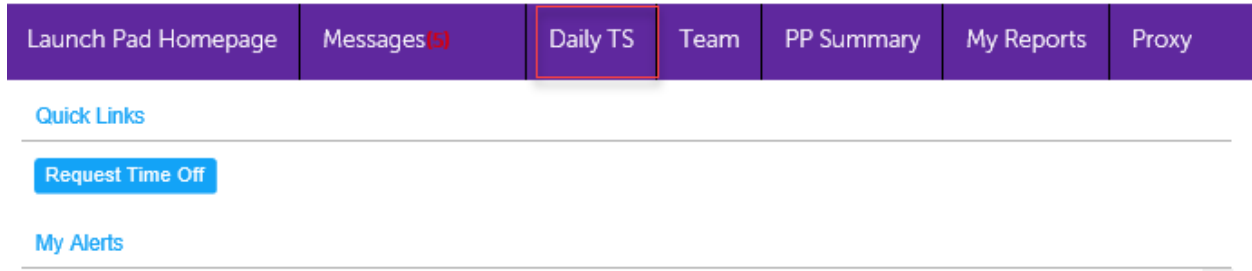 Launch Pad Homepage Messages(5) Daily TS Team PP Summary My Reports Proxy
Quick Links
Request Time Off
My Alerts